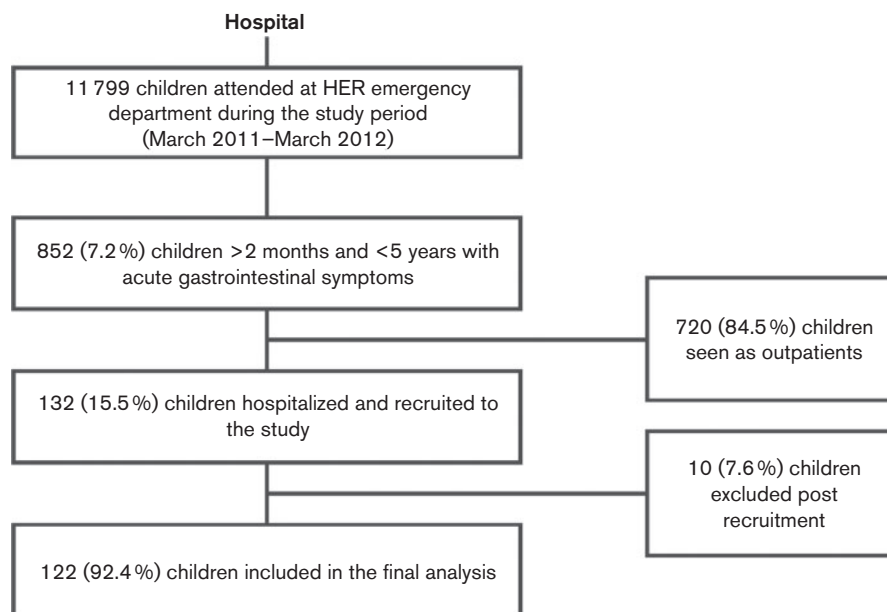 Hospital
11 799 children attended at HER emergency
department during the study period
(March 2011–March 2012)
852 (7.2 %) children >2 months and <5 years with
acute gastrointestinal symptoms
720 (84.5 %) children
seen as outpatients
132 (15.5 %) children hospitalized and recruited to
the study
10 (7.6 %) children
excluded post
recruitment
122 (92.4 %) children included in the final analysis